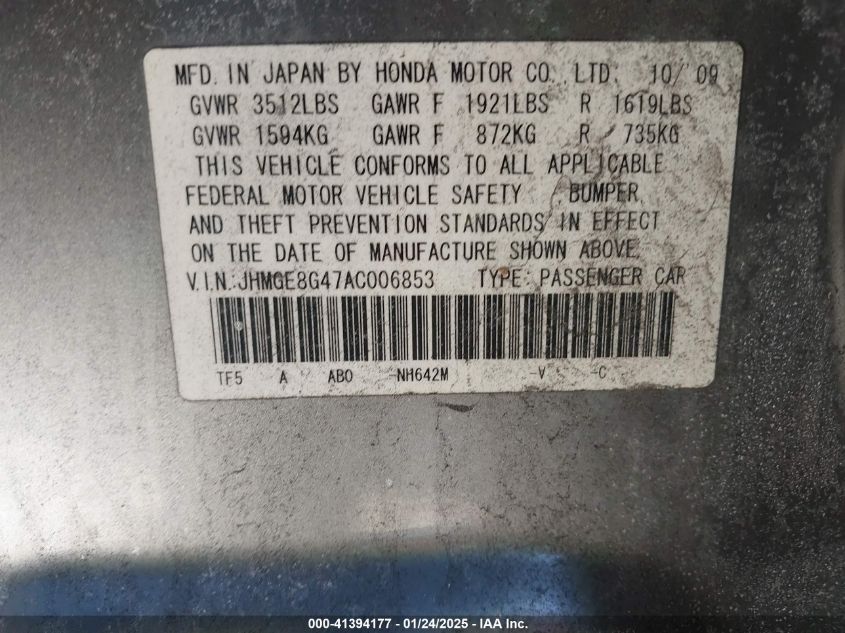 MFD. IN JAPAN BY HONDA MOTOR CO., LTD. 10/09
GVWR 3512LBS GAWR F 1921LBS R 1619LBS
GVWR 1594KG GAWR F 872KG R 735KG
THIS VEHICLE CONFORMS TO ALL APPLICABLE
FEDERAL MOTOR VEHICLE SAFETY, BUMPER,
AND THEFT PREVENTION STANDARDS IN EFFECT
ON THE DATE OF MANUFACTURE SHOWN ABOVE.
V.I.N.:JHMGE8G47AC006853 TYPE: PASSENGER CAR
TF5 A AB0 -NH642M -V -C
000-41394177 - 01/24/2025 - IAA Inc.